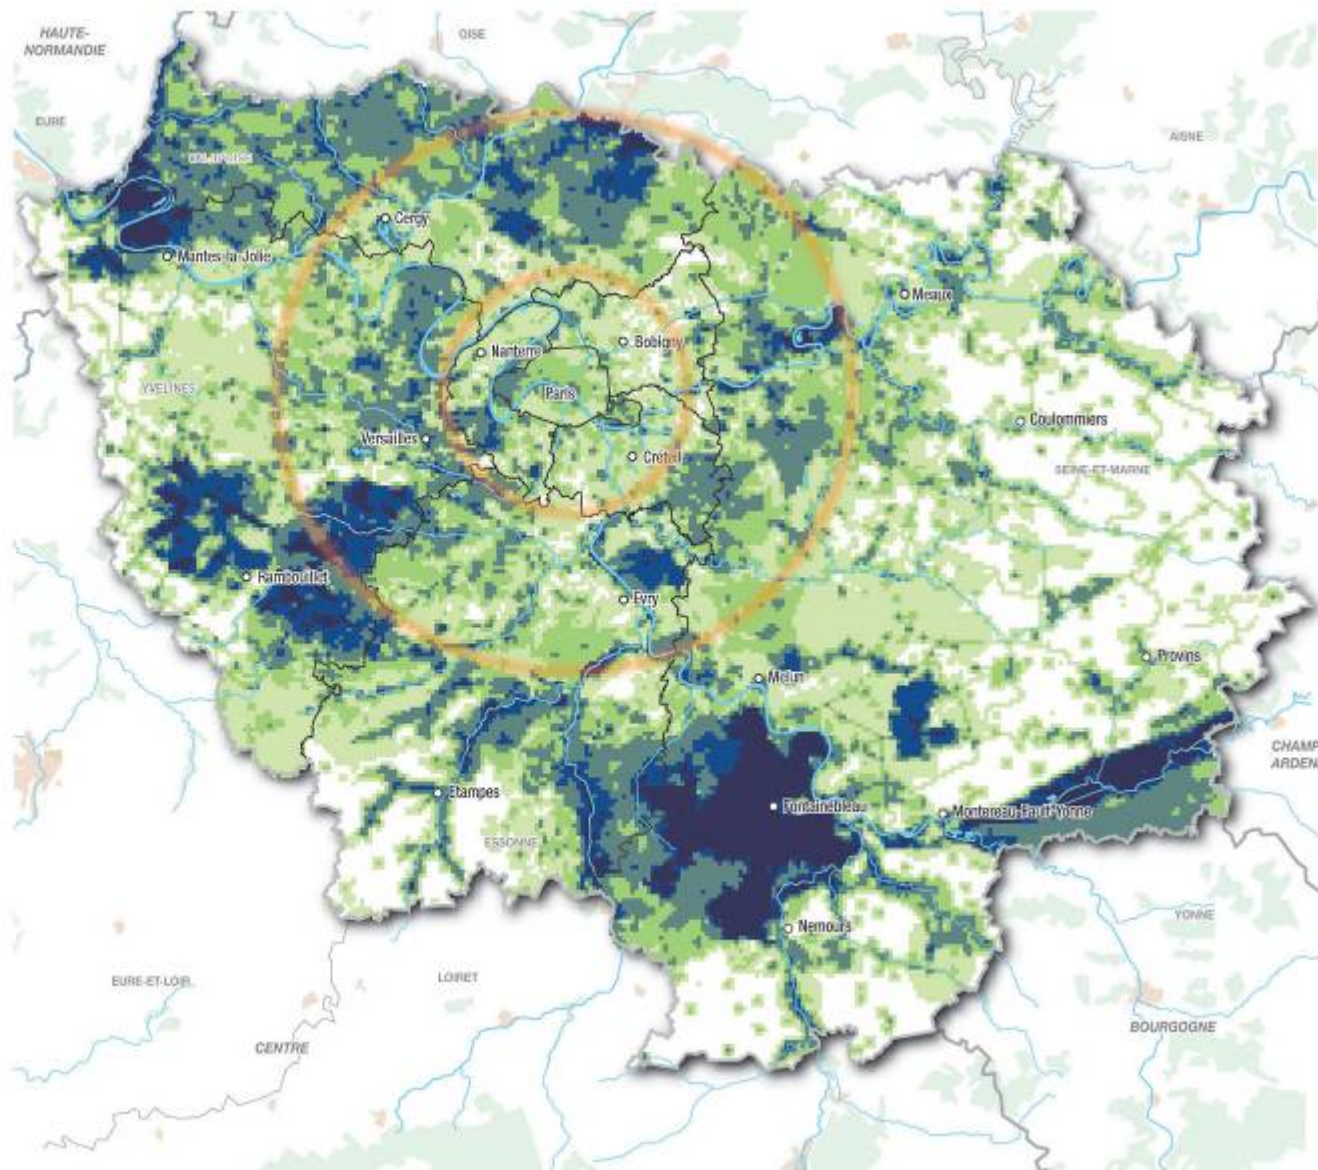 HAUTE-
NORMANDIE
OISE
EURE
AISNE
VAL-D'OISE
Cergy
Mantes-la-Jolie
Meaux
Nanterre
Bobigny
YVELINES
Paris
Coulommiers
Versailles
Créteil
SEINE-ET-MARNE
Rambouillet
Evry
Provins
Melun
CHAMP
ARDEN
Etampes
Fontainebleau
Montereau-Fault-Yonne
ESSONNE
Nemours
YONNE
EURE-ET-LOIR
LOIRET
BOURGOGNE
CENTRE